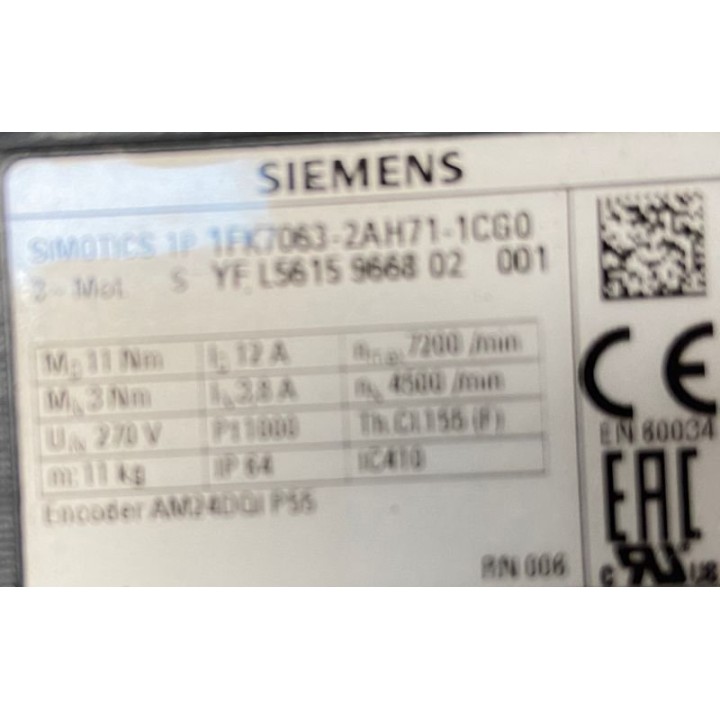 SIEMENS
SIMOTICS 1P 1FK7063-2AH71-1CG0
3~Mot. S YF L5615 9668 02 001
M0 11 Nm I0 12 A nmax 7200 /min
MN 3 Nm IN 3,8 A nN 4500 /min
UIN 270 V Th.Cl.155 (F)
m: 11 kg IP 64 IC410
Encoder AM24DQI
RN 006
CE
EN 60034
EAC
c US